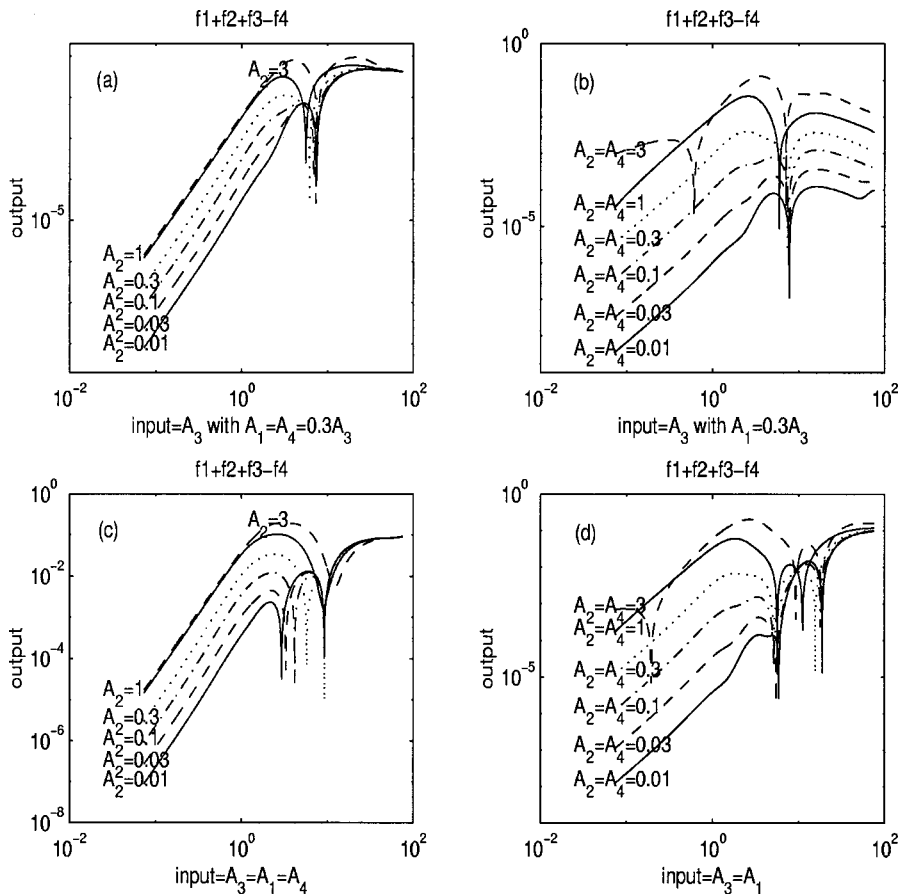 f1+f2+f3−f4
(a)
A₂=3
output
10⁻⁵
A₂=1
A₂=0.3
A₂=0.1
A₂=0.03
A₂=0.01
10⁻² 10⁰ 10²
input=A₃ with A₁=A₄=0.3A₃
f1+f2+f3−f4
10⁰
(b)
output
A₂=A₄=3
A₂=A₄=1
A₂=A₄=0.3
A₂=A₄=0.1
A₂=A₄=0.03
A₂=A₄=0.01
10⁻⁵
10⁻² 10⁰ 10²
input=A₃ with A₁=0.3A₃
f1+f2+f3−f4
10⁰
(c)
A₂=3
10⁻²
output
10⁻⁴
A₂=1
A₂=0.3
A₂=0.1
A₂=0.03
A₂=0.01
10⁻⁶
10⁻⁸
10⁻² 10⁰ 10²
input=A₃=A₁=A₄
f1+f2+f3−f4
10⁰
(d)
output
A₂=A₄=3
A₂=A₄=1
A₂=A₄=0.3
A₂=A₄=0.1
A₂=A₄=0.03
A₂=A₄=0.01
10⁻⁵
10⁻² 10⁰ 10²
input=A₃=A₁